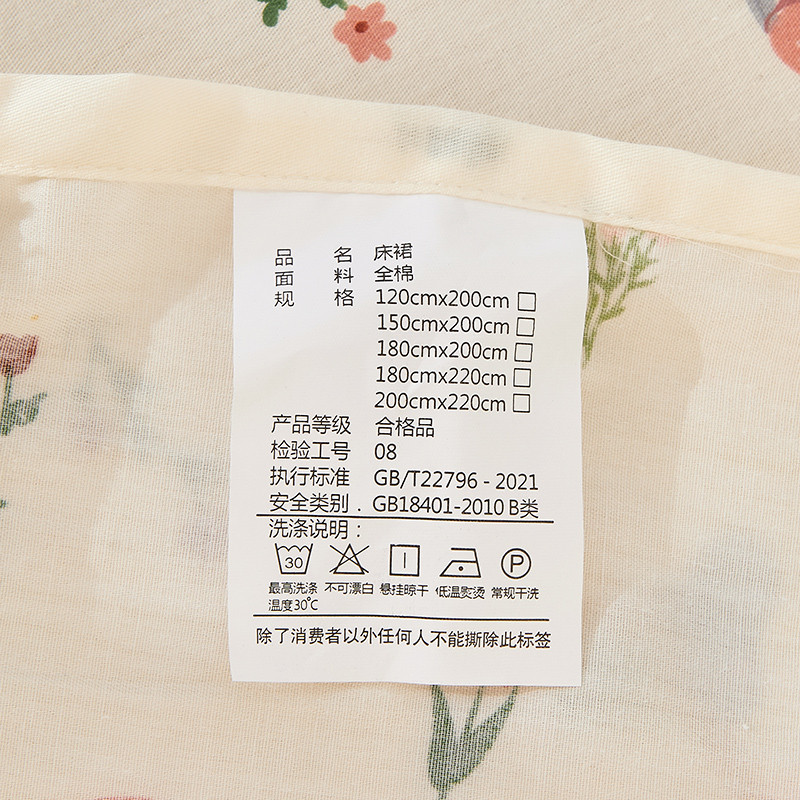 品 名 床裙
面 料 全棉
规 格 120cmx200cm □
150cmx200cm □
180cmx200cm □
180cmx220cm □
200cmx220cm □
产品等级 合格品
检验工号 08
执行标准 GB/T22796 - 2021
安全类别 . GB18401-2010 B类
洗涤说明：
30 P
最高洗涤温度30℃ 不可漂白 悬挂晾干 低温熨烫 常规干洗
除了消费者以外任何人不能撕除此标签